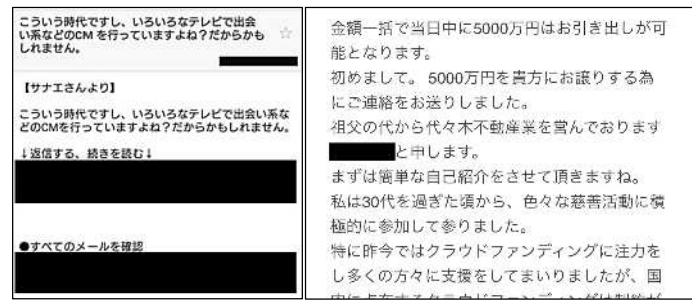 こういう時代ですし、いろいろなテレビで出会
い系などのCM を行っていますよね？だからかも
しれません。
【サナエさんより】
こういう時代ですし、いろいろなテレビで出会い系な
どのCMを行っていますよね？だからかもしれません。
↓返信する、続きを読む↓
●すべてのメールを確認
金額一括で当日中に5000万円はお引き出しが可
能となります。
初めまして。 5000万円を貴方にお譲りする為
にご連絡をお送りしました。
祖父の代から代々木不動産業を営んでおります
と申します。
まずは簡単な自己紹介をさせて頂きますね。
私は30代を過ぎた頃から、色々な慈善活動に積
極的に参加して参りました。
特に昨今ではクラウドファンディングに注力を
し多くの方々に支援をしてまいりましたが、国